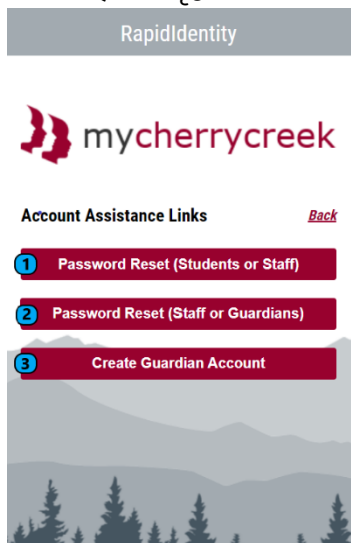 RapidIdentity
mycherrycreek
Account Assistance Links Back
1 Password Reset (Students or Staff)
2 Password Reset (Staff or Guardians)
3 Create Guardian Account